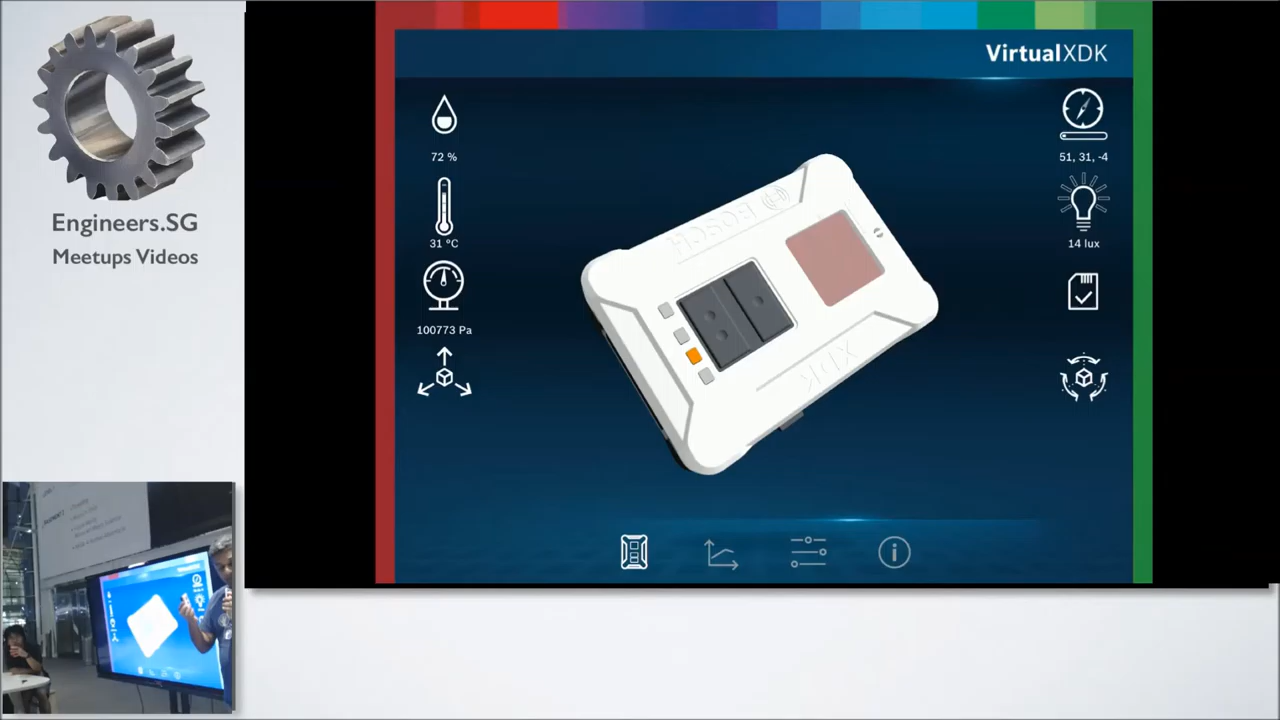 Engineers.SG
Meetups Videos
VirtualXDK
72 %
31 °C
100773 Pa
51, 31, -4
14 lux
BOSCH
XDK